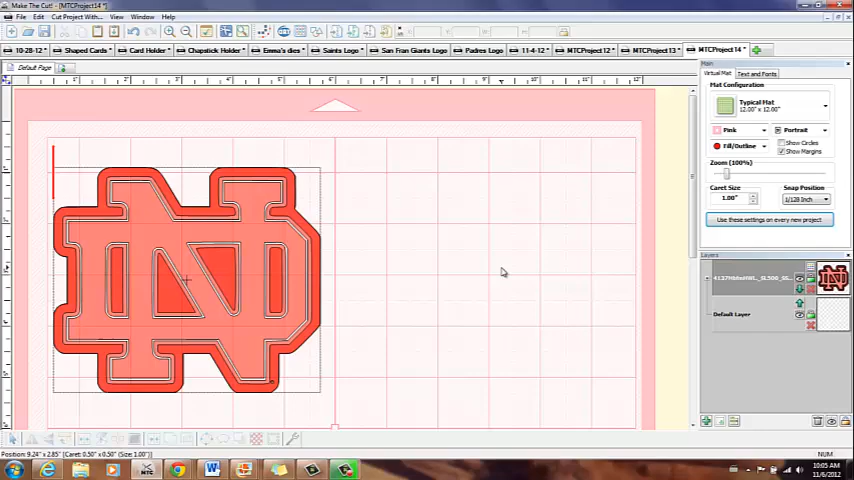 Make The Cut! - [MTCProject14 *]
File Edit Cut Project With... View Window Help
10-28-12 * Shaped Cards * Card Holder * Chapstick Holder * Emma's dies * Saints Logo * San Fran Giants Logo * Padres Logo * 11-4-12 * MTCProject12 * MTCProject13 * MTCProject14 *
Default Page
Main
Virtual Mat Text and Fonts
Mat Configuration
Typical Mat
12.00" x 12.00"
Pink Portrait
Fill/Outline Show Circles
Show Margins
Zoom (100%)
Caret Size Snap Position
1.00" 1/128 Inch
Use these settings on every new project
Layers
Default Layer
Position: 9.24" x 2.85" (Caret: 0.50" x 0.50" (Size: 1.00")
NUM
10:05 AM
11/6/2012